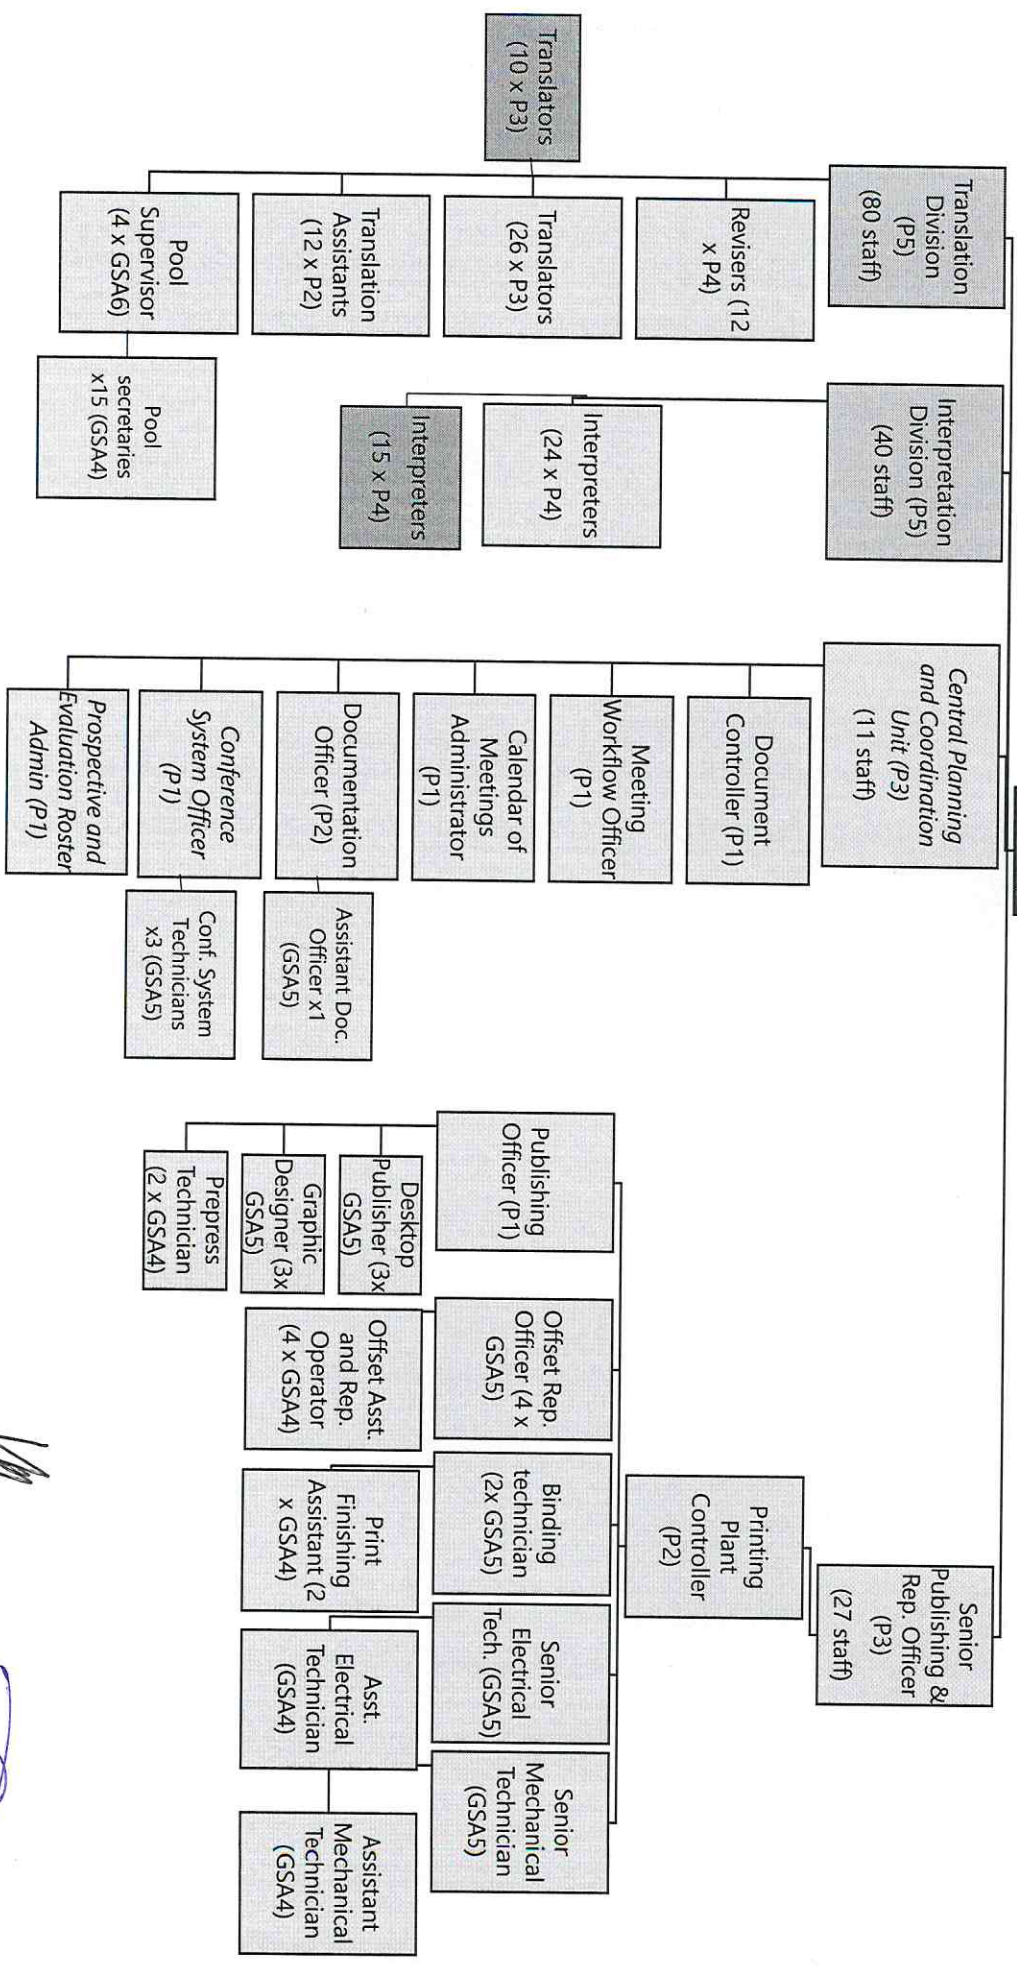 Translation
Division
(P5)
(80 staff)
Revisers (12
x P4)
Translators
(26 x P3)
Translators
(10 x P3)
Translation
Assistants
(12 x P2)
Pool
Supervisor
(4 x GSA6)
Pool
secretaries
x15 (GSA4)
Interpretation
Division (P5)
(40 staff)
Interpreters
(24 x P4)
Interpreters
(15 x P4)
Central Planning
and Coordination
Unit (P3)
(11 staff)
Document
Controller (P1)
Meeting
Workflow Officer
(P1)
Calendar of
Meetings
Administrator
(P1)
Documentation
Officer (P2)
Assistant Doc.
Officer x1
(GSA5)
Conference
System Officer
(P1)
Conf. System
Technicians
x3 (GSA5)
Prospective and
Evaluation Roster
Admin (P1)
Senior
Publishing &
Rep. Officer
(P3)
(27 staff)
Printing
Plant
Controller
(P2)
Publishing
Officer (P1)
Desktop
Publisher (3x
GSA5)
Graphic
Designer (3x
GSA5)
Prepress
Technician
(2 x GSA4)
Offset Rep.
Officer (4 x
GSA5)
Offset Asst.
and Rep.
Operator
(4 x GSA4)
Binding
technician
(2x GSA5)
Print
Finishing
Assistant (2
x GSA4)
Senior
Electrical
Tech. (GSA5)
Asst.
Electrical
Technician
(GSA4)
Senior
Mechanical
Technician
(GSA5)
Assistant
Mechanical
Technician
(GSA4)